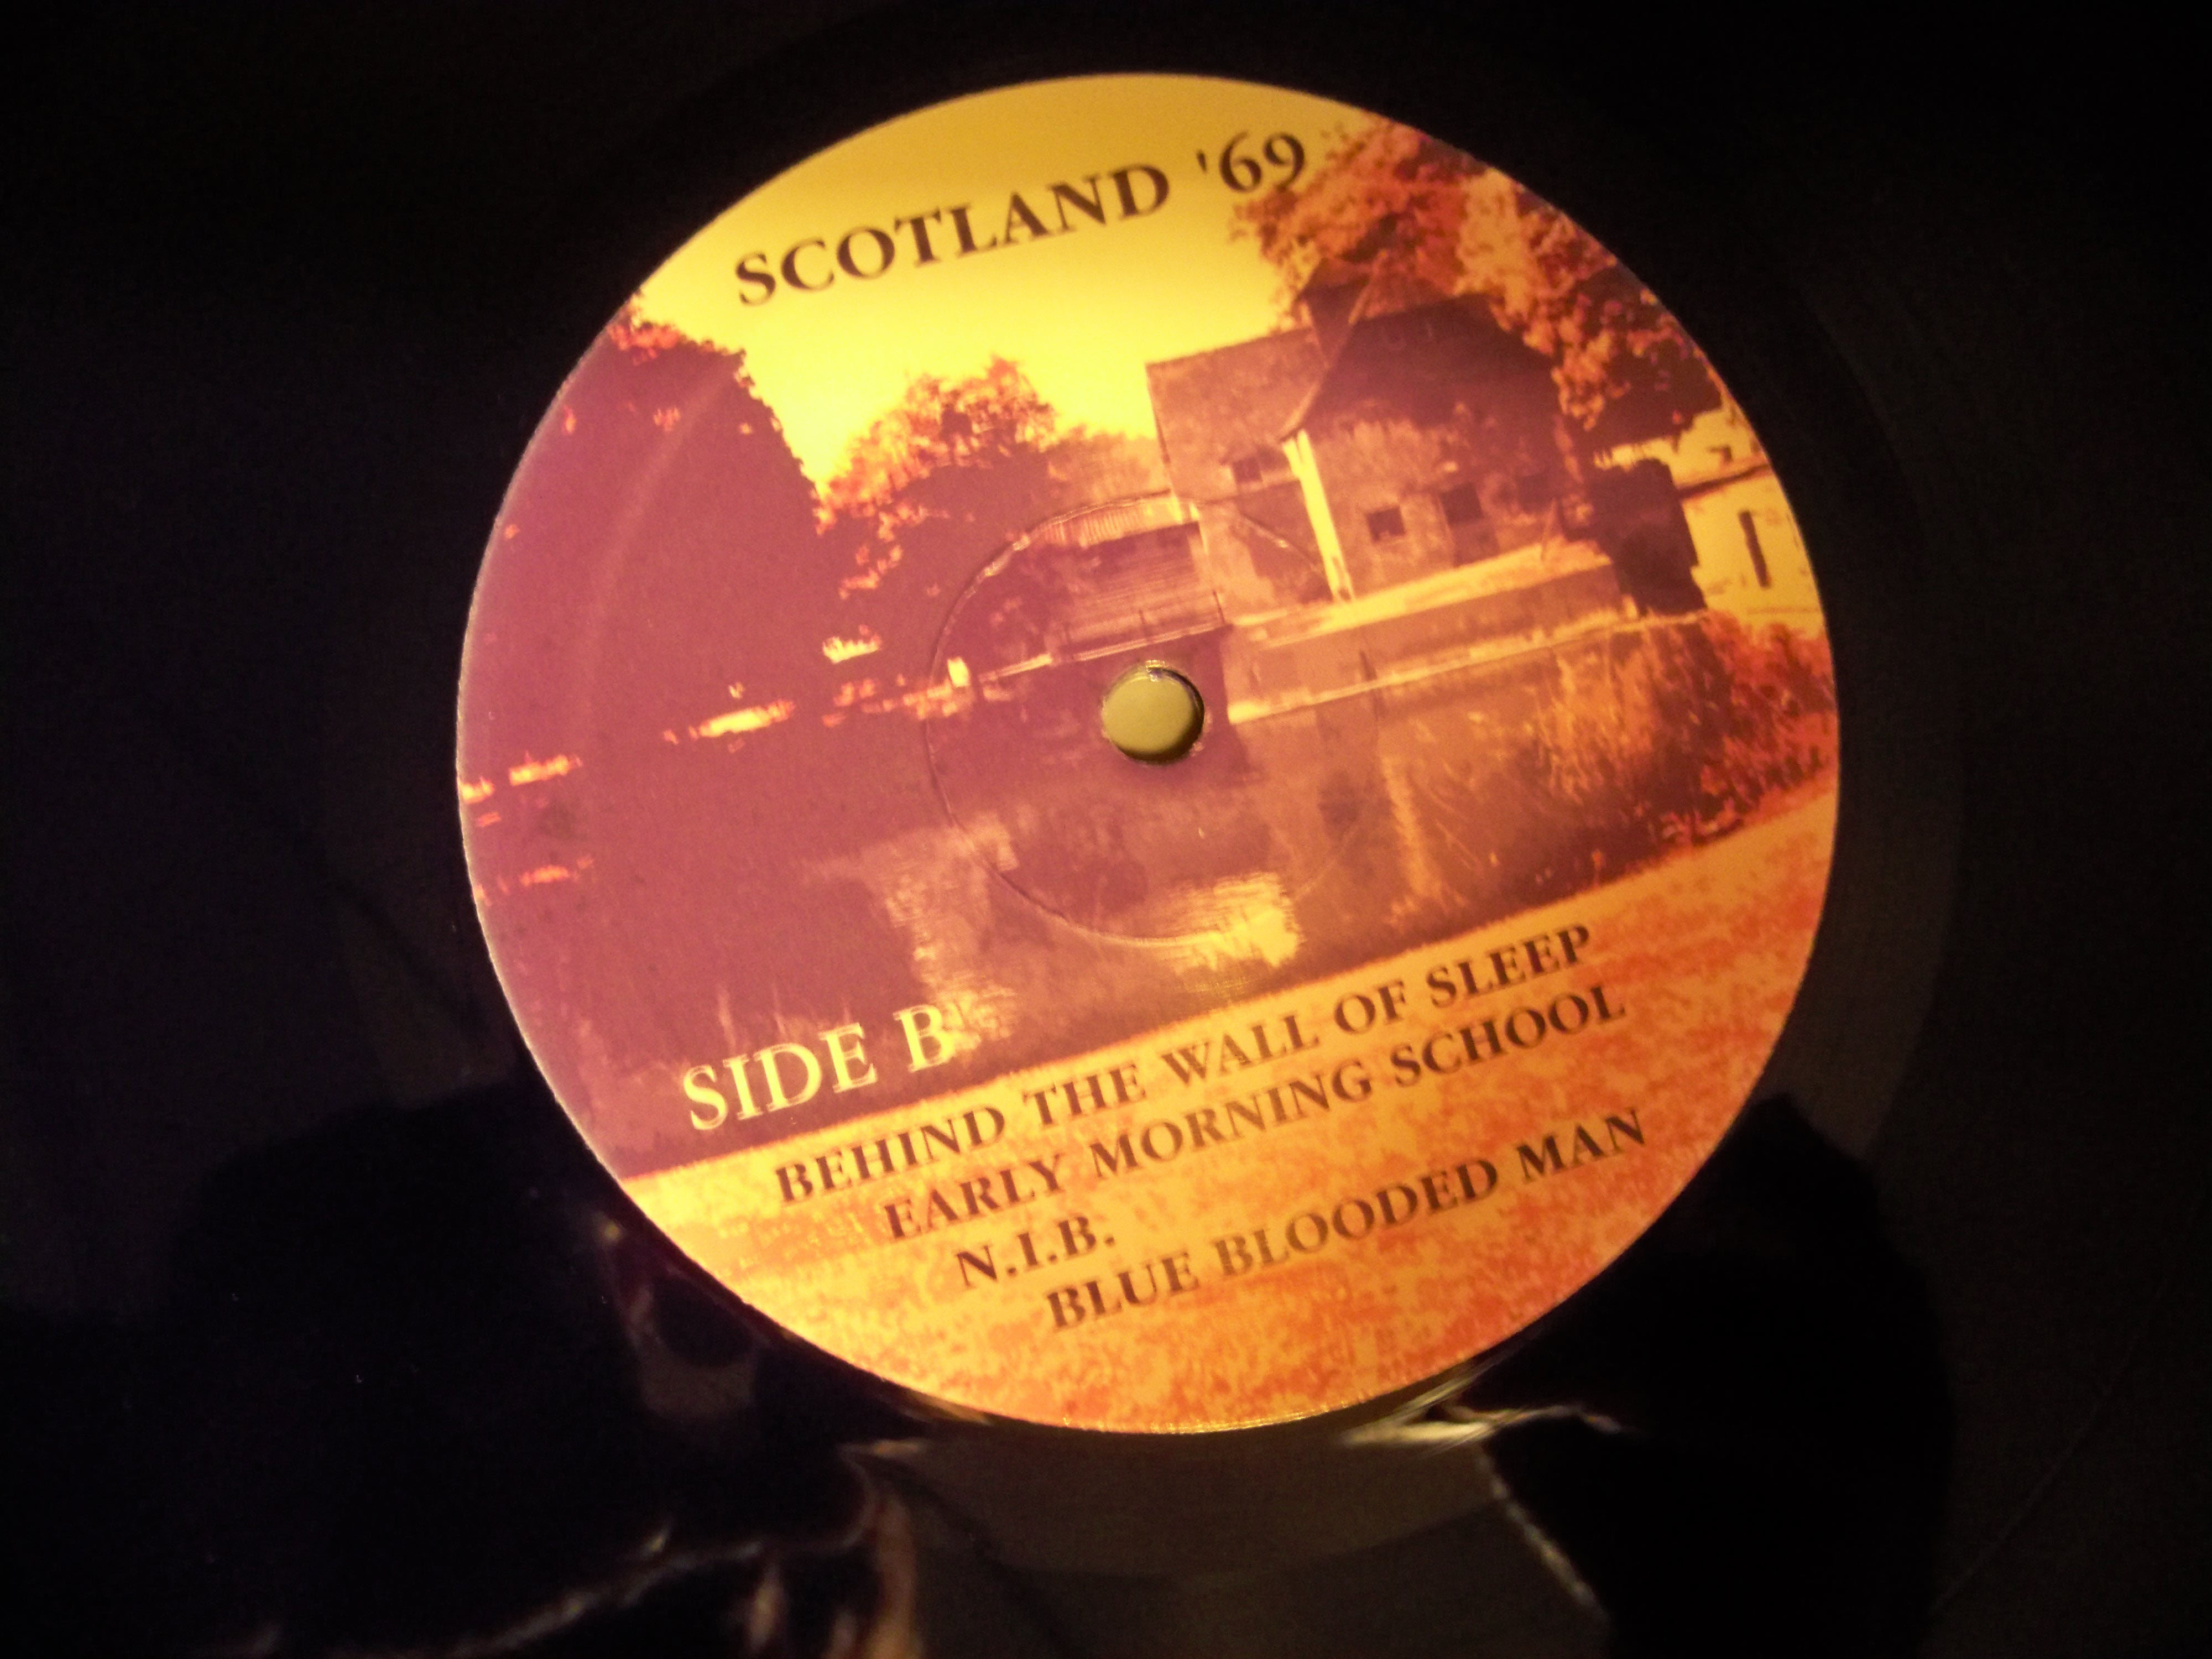 SCOTLAND '69
SIDE B
BEHIND THE WALL OF SLEEP
EARLY MORNING SCHOOL
N.I.B.
BLUE BLOODED MAN